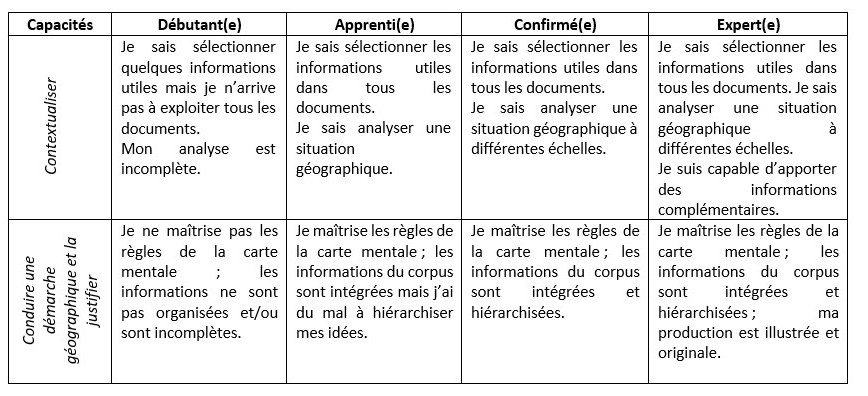 Capacités
Débutant(e)
Apprenti(e)
Confirmé(e)
Expert(e)
Contextualiser
Je sais sélectionner
quelques informations
utiles mais je n'arrive
pas à exploiter tous les
documents.
Mon analyse est
incomplète.
Je sais sélectionner les
informations utiles
dans tous les
documents.
Je sais analyser une
situation
géographique.
Je sais sélectionner les
informations utiles dans
tous les documents.
Je sais analyser une
situation géographique à
différentes échelles.
Je sais sélectionner les
informations utiles dans
tous les documents. Je sais
analyser une situation
géographique à
différentes échelles.
Je suis capable d'apporter
des informations
complémentaires.
Conduire une
démarche
géographique et la
justifier
Je ne maîtrise pas les
règles de la carte
mentale ; les
informations ne sont
pas organisées et/ou
sont incomplètes.
Je maîtrise les règles de
la carte mentale ; les
informations du corpus
sont intégrées mais j'ai
du mal à hiérarchiser
mes idées.
Je maîtrise les règles de
la carte mentale ; les
informations du corpus
sont intégrées et
hiérarchisées.
Je maîtrise les règles de la
carte mentale ; les
informations du corpus
sont intégrées et
hiérarchisées ; ma
production est illustrée et
originale.